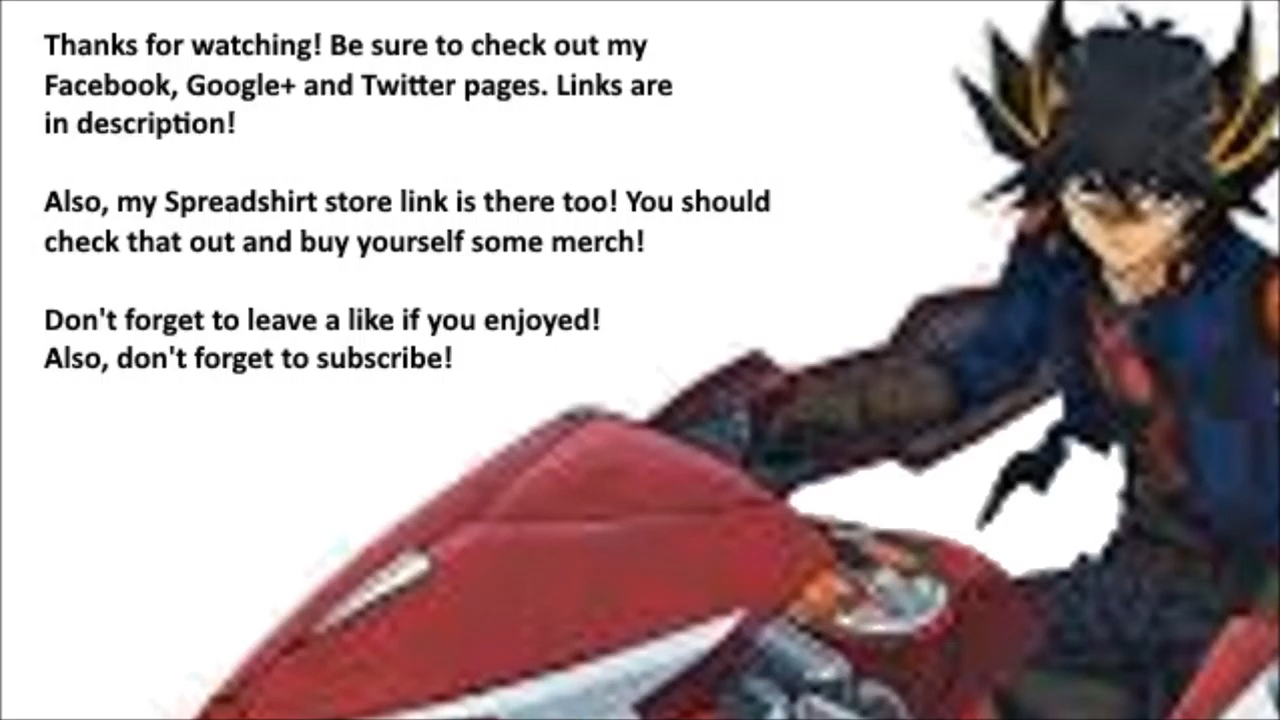 Thanks for watching! Be sure to check out my
Facebook, Google+ and Twitter pages. Links are
in description!
Also, my Spreadshirt store link is there too! You should
check that out and buy yourself some merch!
Don't forget to leave a like if you enjoyed!
Also, don't forget to subscribe!